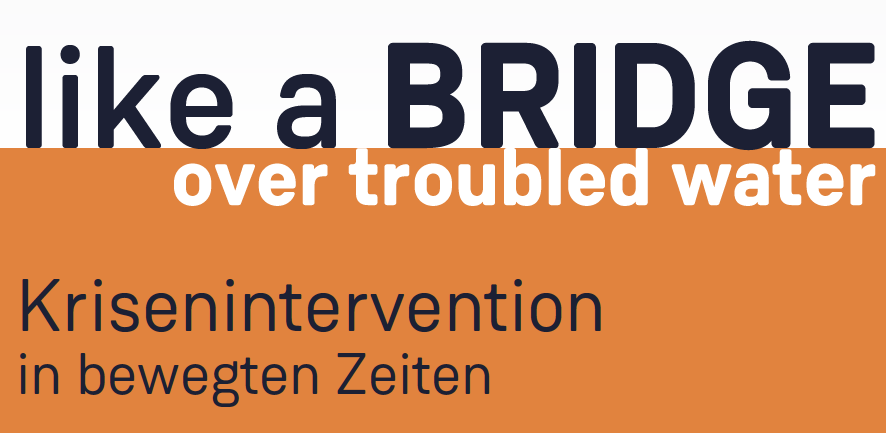 like a BRIDGE
over troubled water
Krisenintervention
in bewegten Zeiten